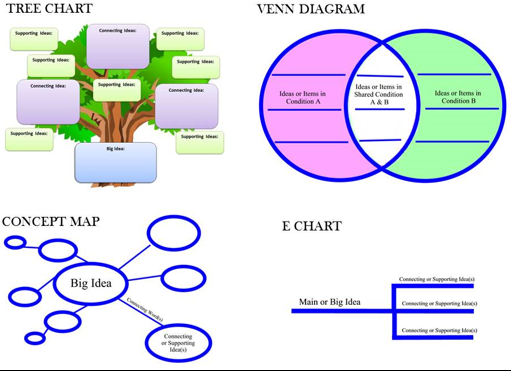 TREE CHART
Supporting Ideas:
Connecting Ideas:
Supporting Ideas:
Supporting Ideas:
Supporting Ideas:
Connecting Idea:
Supporting Ideas:
Connecting Idea:
Supporting Ideas:
Supporting Ideas:
Big Idea:
VENN DIAGRAM
Ideas or Items in
Condition A
Ideas or Items in
Shared Condition
A & B
Ideas or Items in
Condition B
CONCEPT MAP
Big Idea
Connecting Word(s)
Connecting
or Supporting
Idea(s)
E CHART
Connecting or Supporting Idea(s)
Main or Big Idea
Connecting or Supporting Idea(s)
Connecting or Supporting Idea(s)